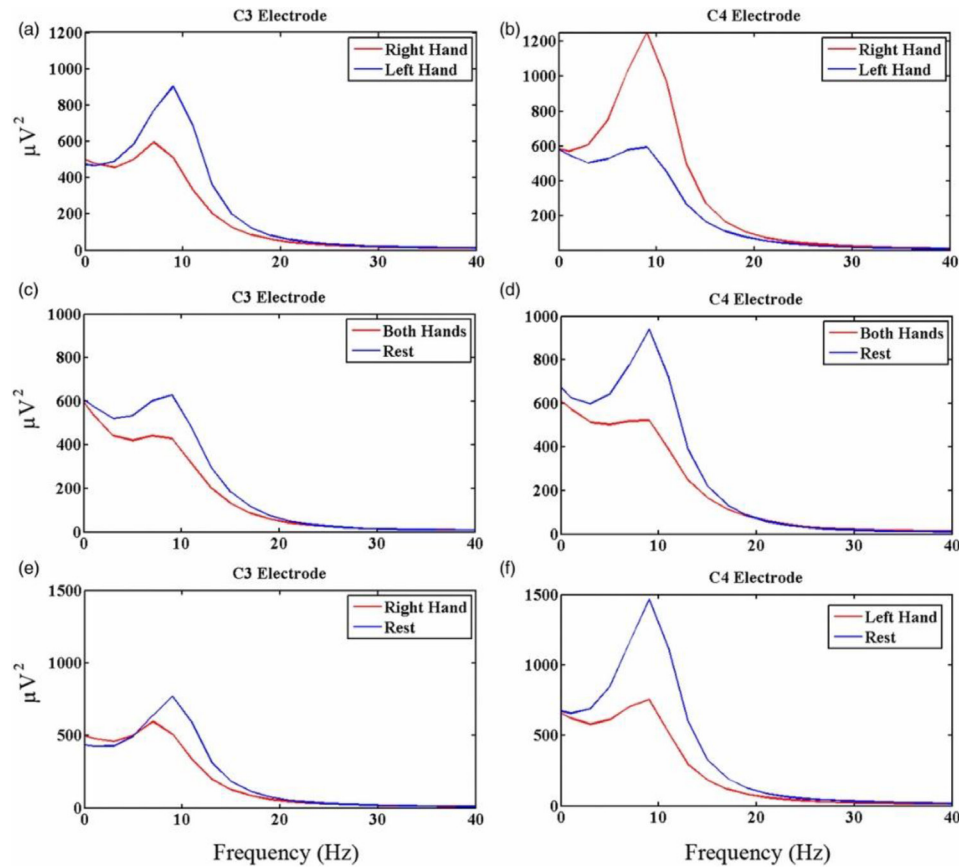 (a)
C3 Electrode
1200
1000
800
600
400
200
0
μV²
Right Hand
Left Hand
0 10 20 30 40
(b)
C4 Electrode
1200
1000
800
600
400
200
Right Hand
Left Hand
0 10 20 30 40
(c)
C3 Electrode
1000
800
600
400
200
0
μV²
Both Hands
Rest
0 10 20 30 40
(d)
C4 Electrode
1000
800
600
400
200
0
Both Hands
Rest
0 10 20 30 40
(e)
C3 Electrode
1500
1000
500
0
μV²
Right Hand
Rest
0 10 20 30 40
Frequency (Hz)
(f)
C4 Electrode
1500
1000
500
0
Left Hand
Rest
0 10 20 30 40
Frequency (Hz)